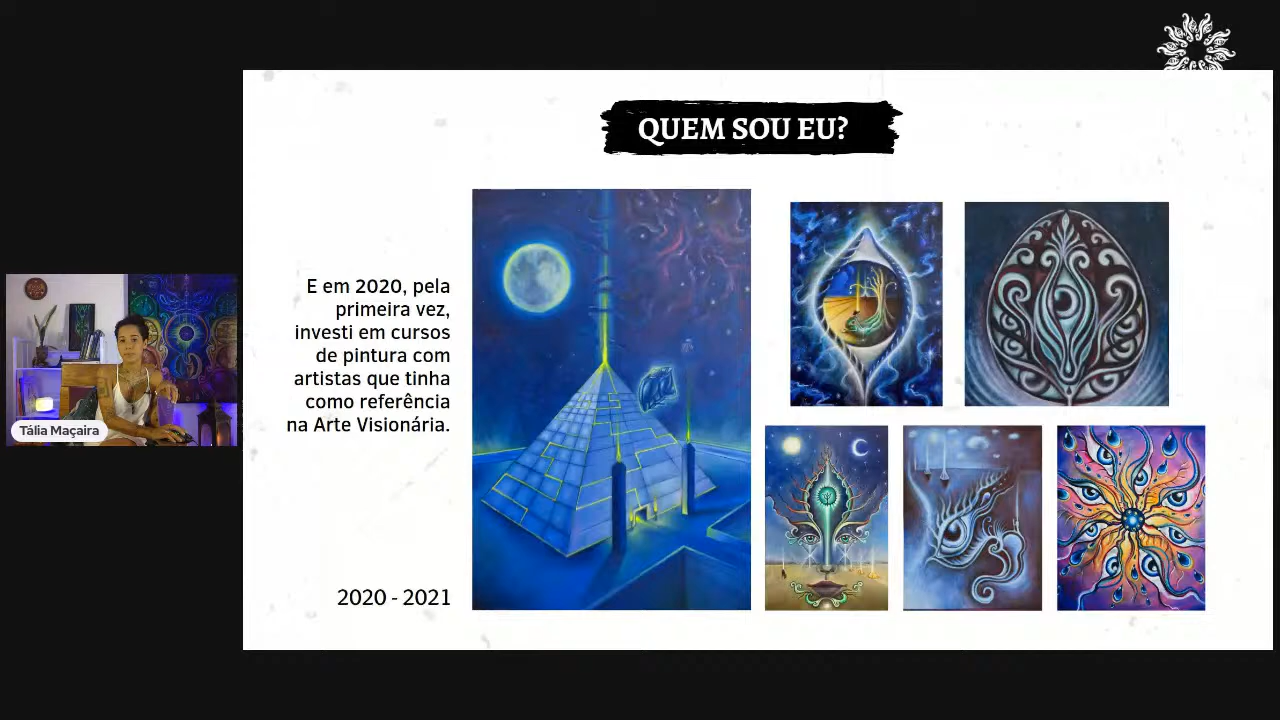 QUEM SOU EU?
E em 2020, pela
primeira vez,
investi em cursos
de pintura com
artistas que tinha
como referência
na Arte Visionária.
2020 - 2021
Tália Maçaira